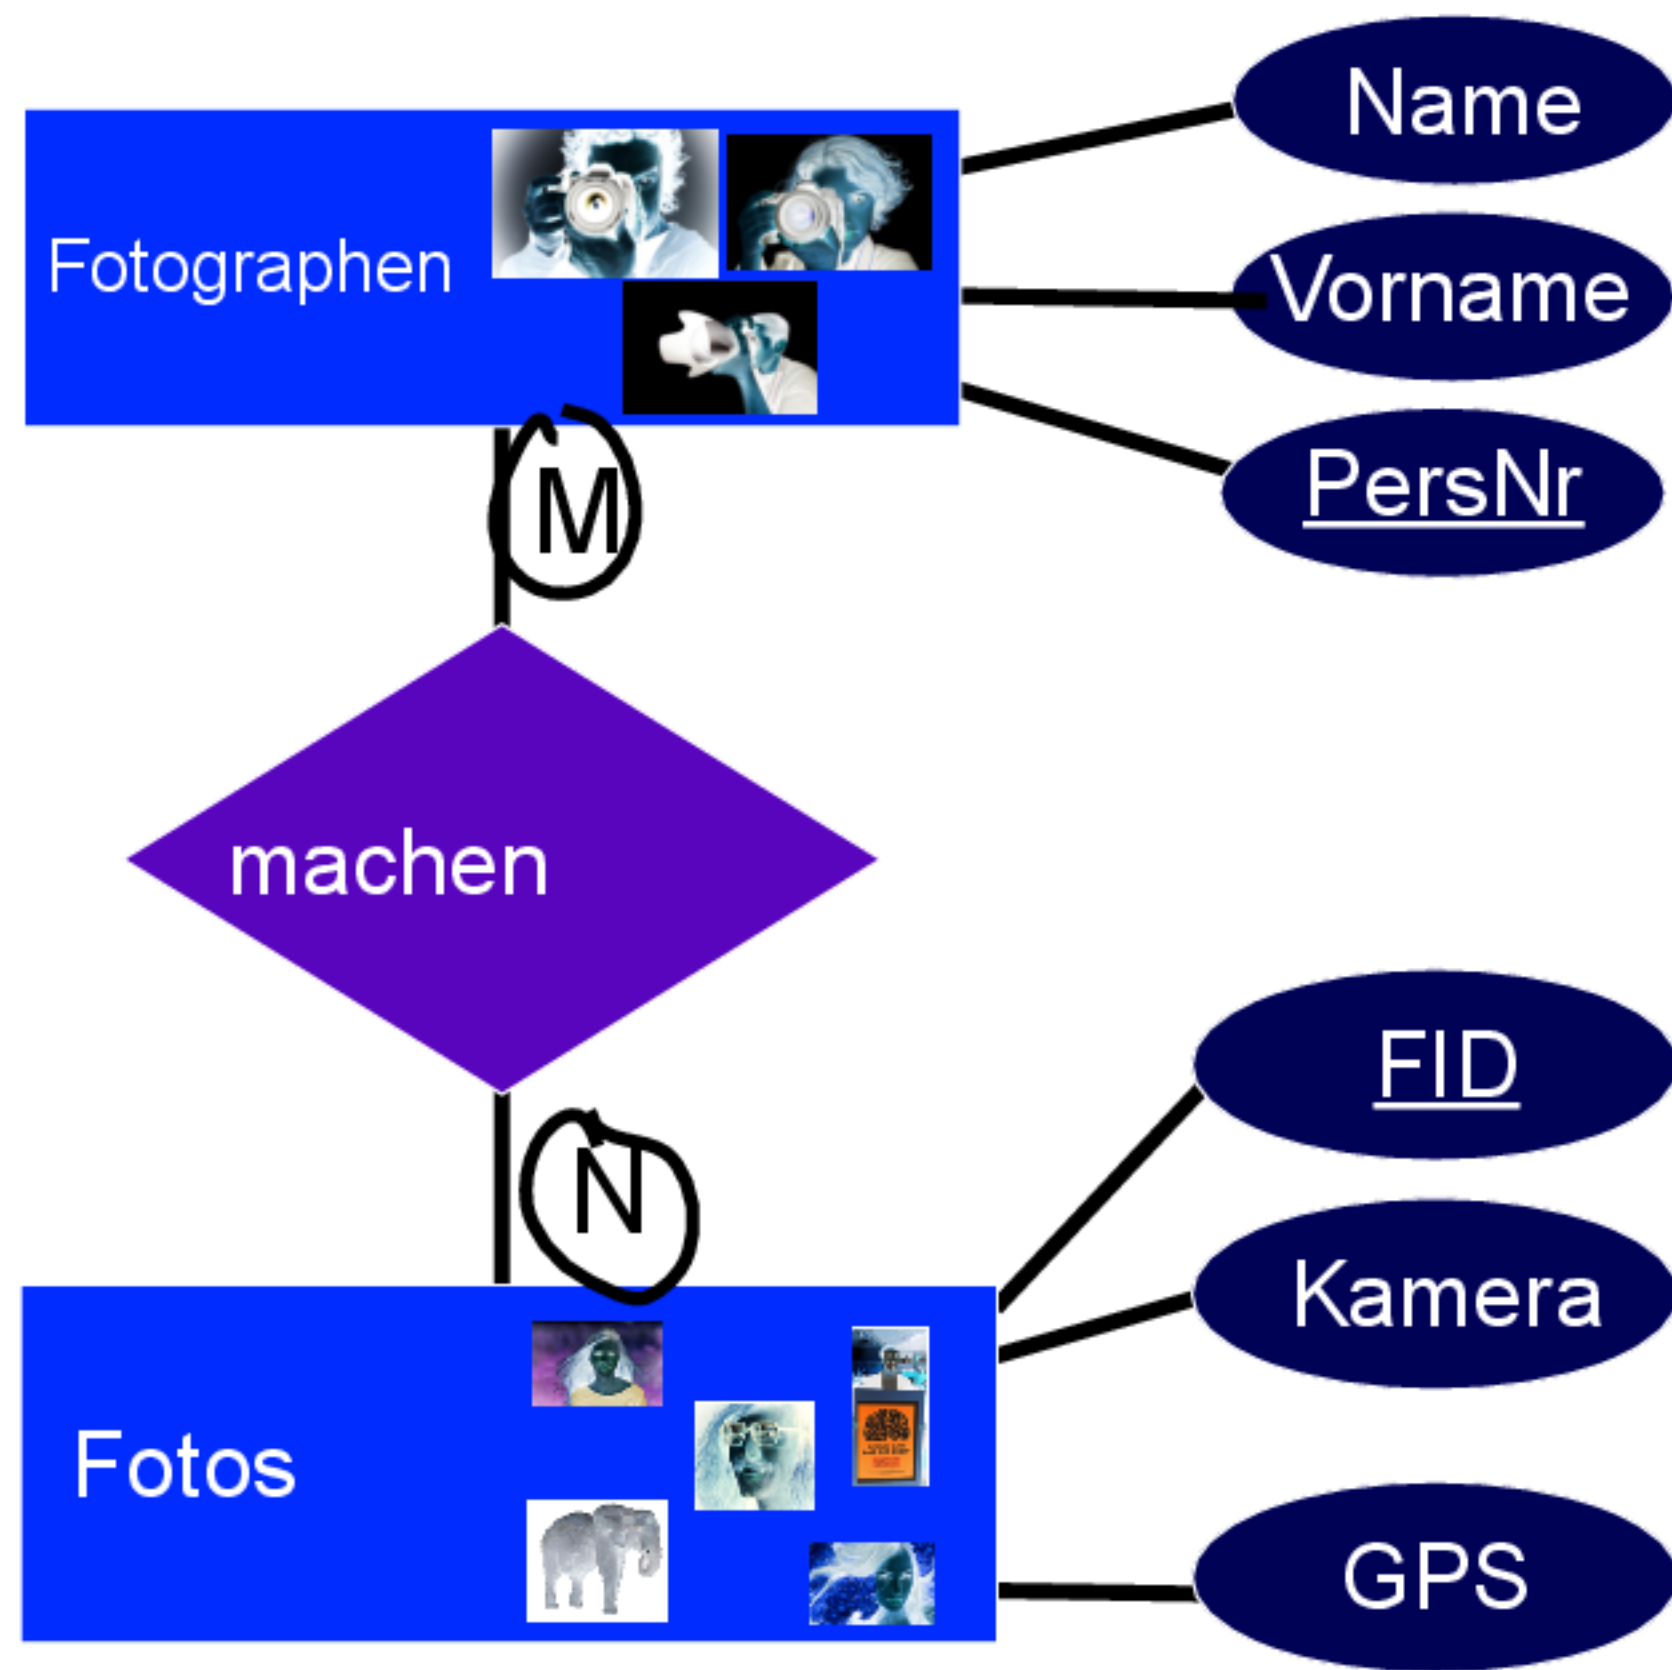 Name
Fotographen
Vorname
PersNr
M
machen
FID
N
Kamera
Fotos
GPS